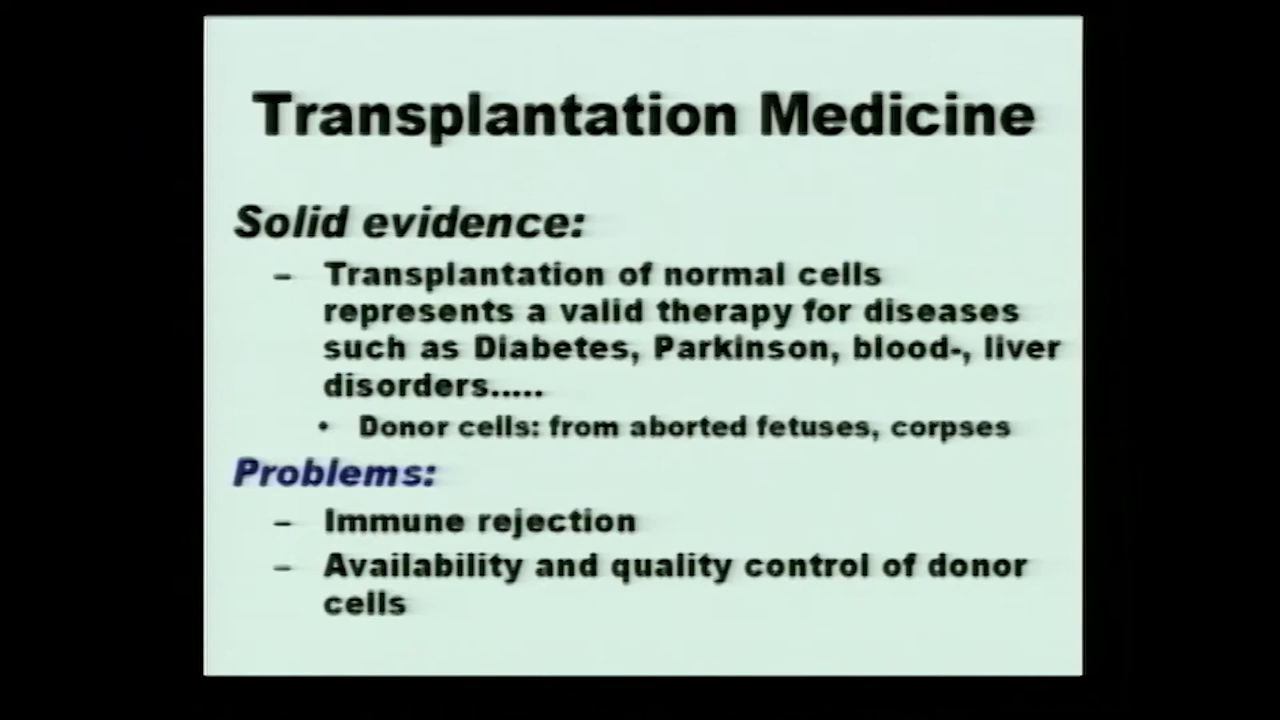 Transplantation Medicine
Solid evidence:
– Transplantation of normal cells
represents a valid therapy for diseases
such as Diabetes, Parkinson, blood-, liver
disorders.....
• Donor cells: from aborted fetuses, corpses
Problems:
– Immune rejection
– Availability and quality control of donor
cells